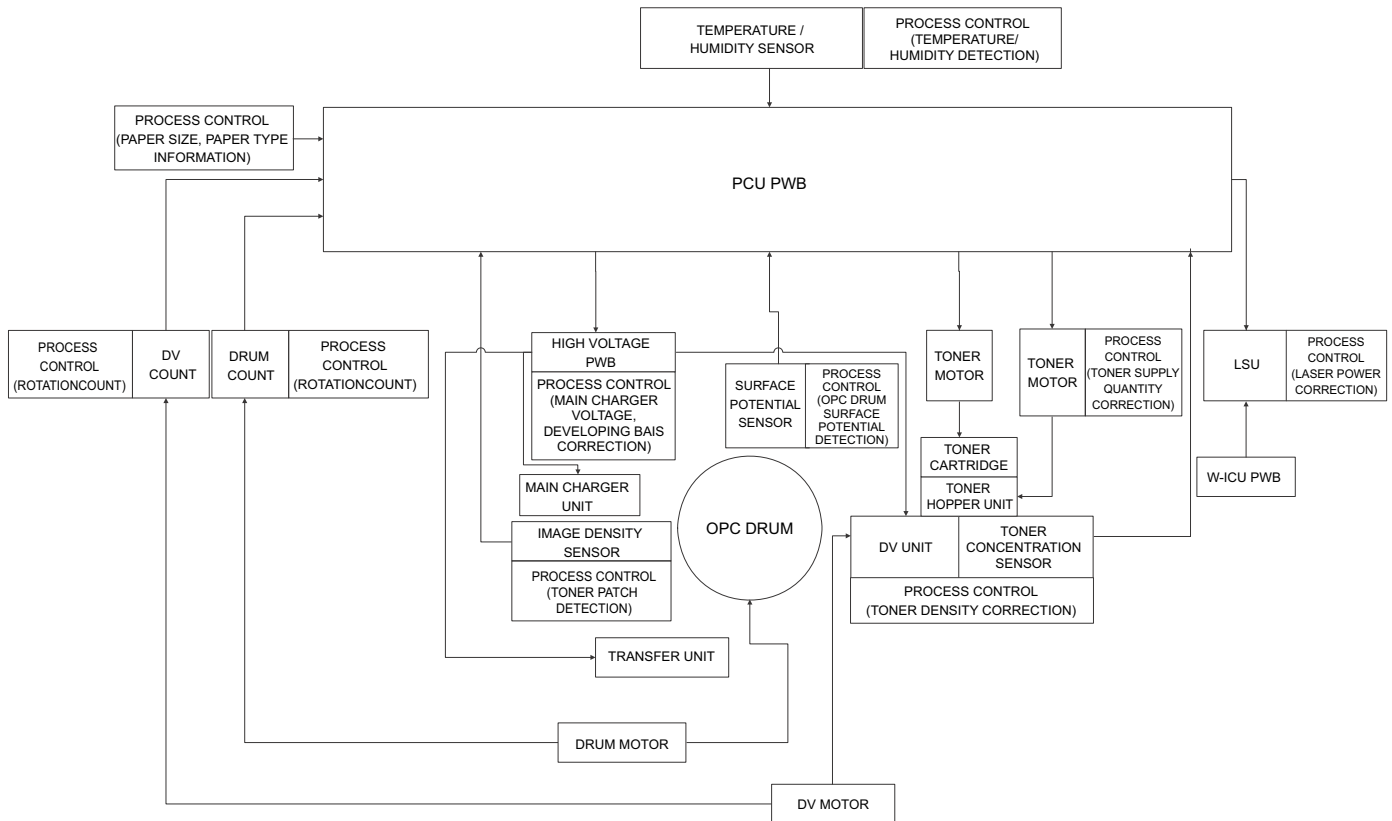 TEMPERATURE /
HUMIDITY SENSOR
PROCESS CONTROL
(TEMPERATURE/
HUMIDITY DETECTION)
PROCESS CONTROL
(PAPER SIZE, PAPER TYPE
INFORMATION)
PCU PWB
PROCESS
CONTROL
(ROTATIONCOUNT)
DV
COUNT
DRUM
COUNT
PROCESS
CONTROL
(ROTATIONCOUNT)
HIGH VOLTAGE
PWB
PROCESS CONTROL
(MAIN CHARGER
VOLTAGE,
DEVELOPING BAIS
CORRECTION)
MAIN CHARGER
UNIT
IMAGE DENSITY
SENSOR
PROCESS CONTROL
(TONER PATCH
DETECTION)
SURFACE
POTENTIAL
SENSOR
PROCESS
CONTROL
(OPC DRUM
SURFACE
POTENTIAL
DETECTION)
OPC DRUM
TONER
MOTOR
TONER
MOTOR
PROCESS
CONTROL
(TONER SUPPLY
QUANTITY
CORRECTION)
TONER
CARTRIDGE
TONER
HOPPER UNIT
DV UNIT
TONER
CONCENTRATION
SENSOR
PROCESS CONTROL
(TONER DENSITY CORRECTION)
LSU
PROCESS
CONTROL
(LASER POWER
CORRECTION)
W-ICU PWB
TRANSFER UNIT
DRUM MOTOR
DV MOTOR